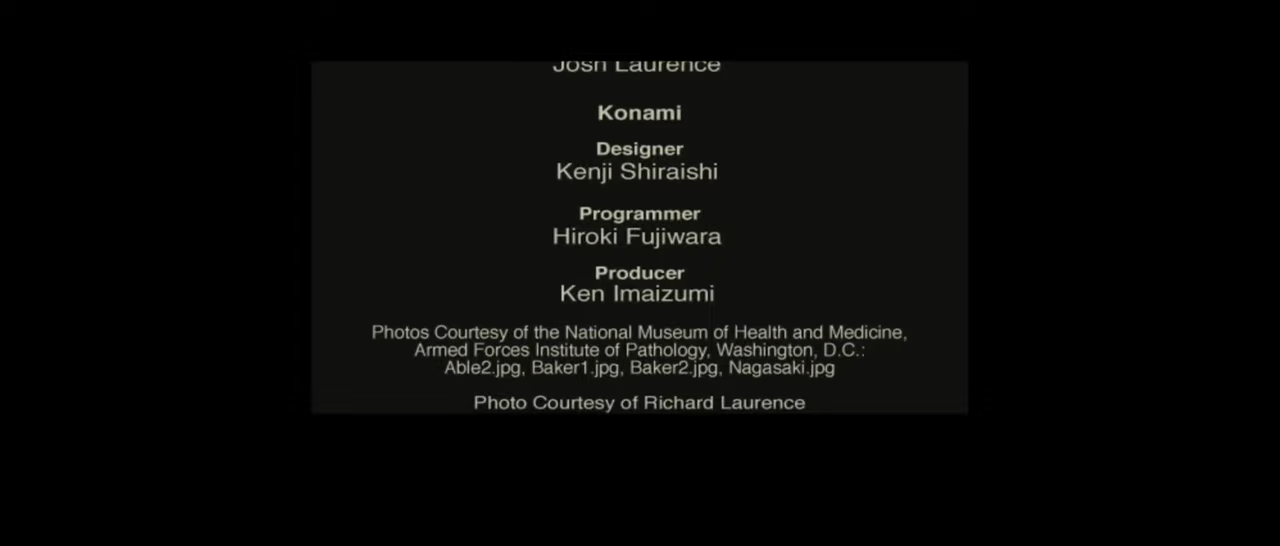 Josh Laurence
Konami
Designer
Kenji Shiraishi
Programmer
Hiroki Fujiwara
Producer
Ken Imaizumi
Photos Courtesy of the National Museum of Health and Medicine,
Armed Forces Institute of Pathology, Washington, D.C.:
Able2.jpg, Baker1.jpg, Baker2.jpg, Nagasaki.jpg
Photo Courtesy of Richard Laurence